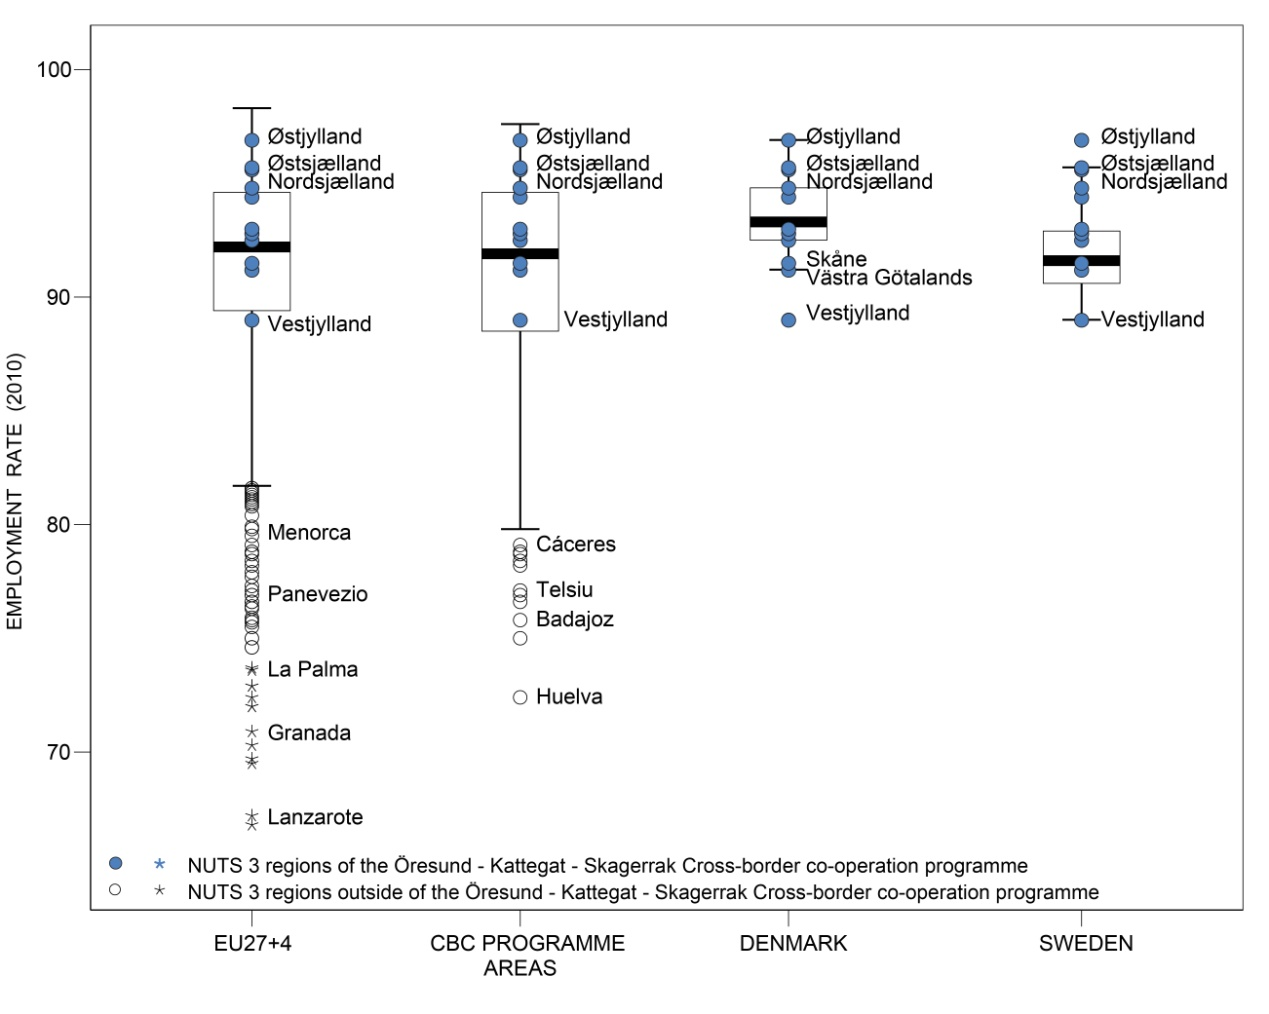 100
90
80
70
EMPLOYMENT RATE (2010)
Østjylland
Østsjælland
Nordsjælland
Vestjylland
Menorca
Panevezio
La Palma
Granada
Lanzarote
Østjylland
Østsjælland
Nordsjælland
Vestjylland
Cáceres
Telsiu
Badajoz
Huelva
Østjylland
Østsjælland
Nordsjælland
Skåne
Västra Götalands
Vestjylland
Østjylland
Østsjælland
Nordsjælland
Vestjylland
NUTS 3 regions of the Öresund - Kattegat - Skagerrak Cross-border co-operation programme
NUTS 3 regions outside of the Öresund - Kattegat - Skagerrak Cross-border co-operation programme
EU27+4
CBC PROGRAMME
AREAS
DENMARK
SWEDEN